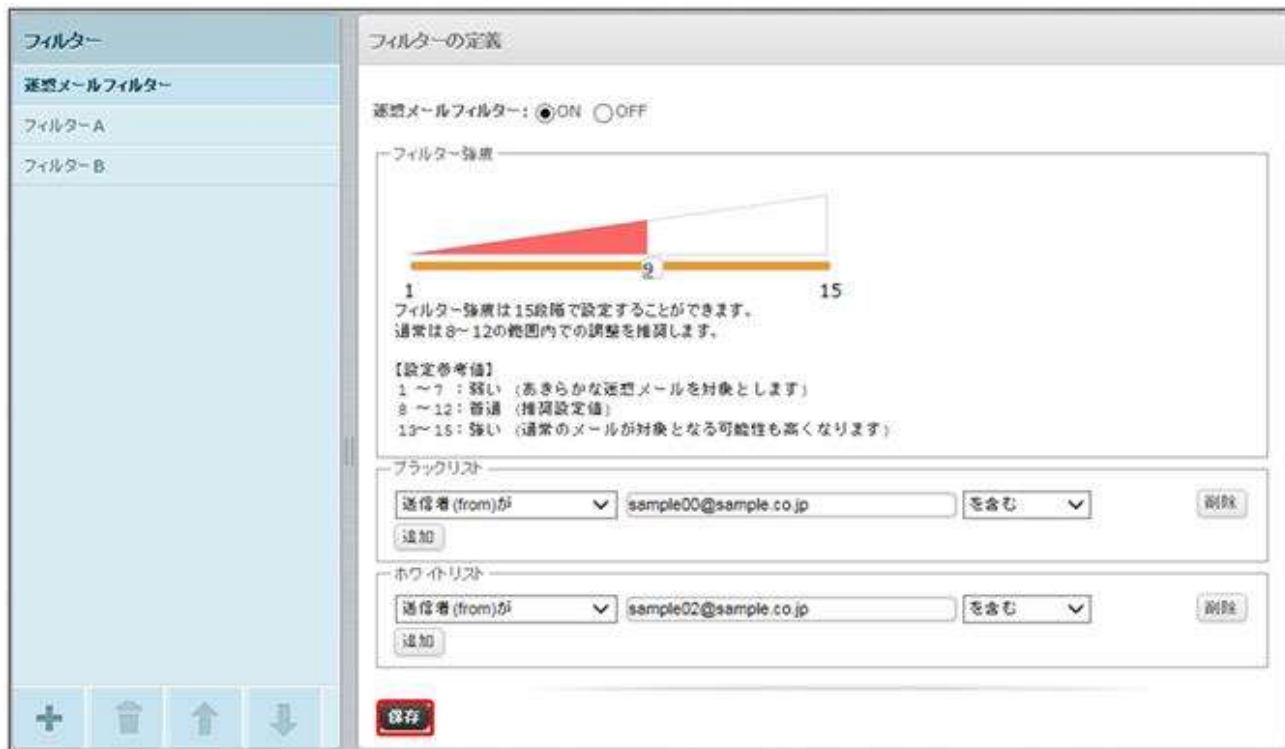 フィルター
迷惑メールフィルター
フィルターA
フィルターB
フィルターの定義
迷惑メールフィルター: ON OFF
フィルター強度
9
1 15
フィルター強度は15段階で設定することができます。
通常は8～12の範囲内での調整を推奨します。
【設定参考値】
1 ～7 : 弱い (あきらかな迷惑メールを対象とします)
8 ～12: 普通 (推奨設定値)
13～15: 強い (通常のメールが対象となる可能性も高くなります)
ブラックリスト
送信者(from)が sample00@sample.co.jp を含む 削除
追加
ホワイトリスト
送信者(from)が sample02@sample.co.jp を含む 削除
追加
保存